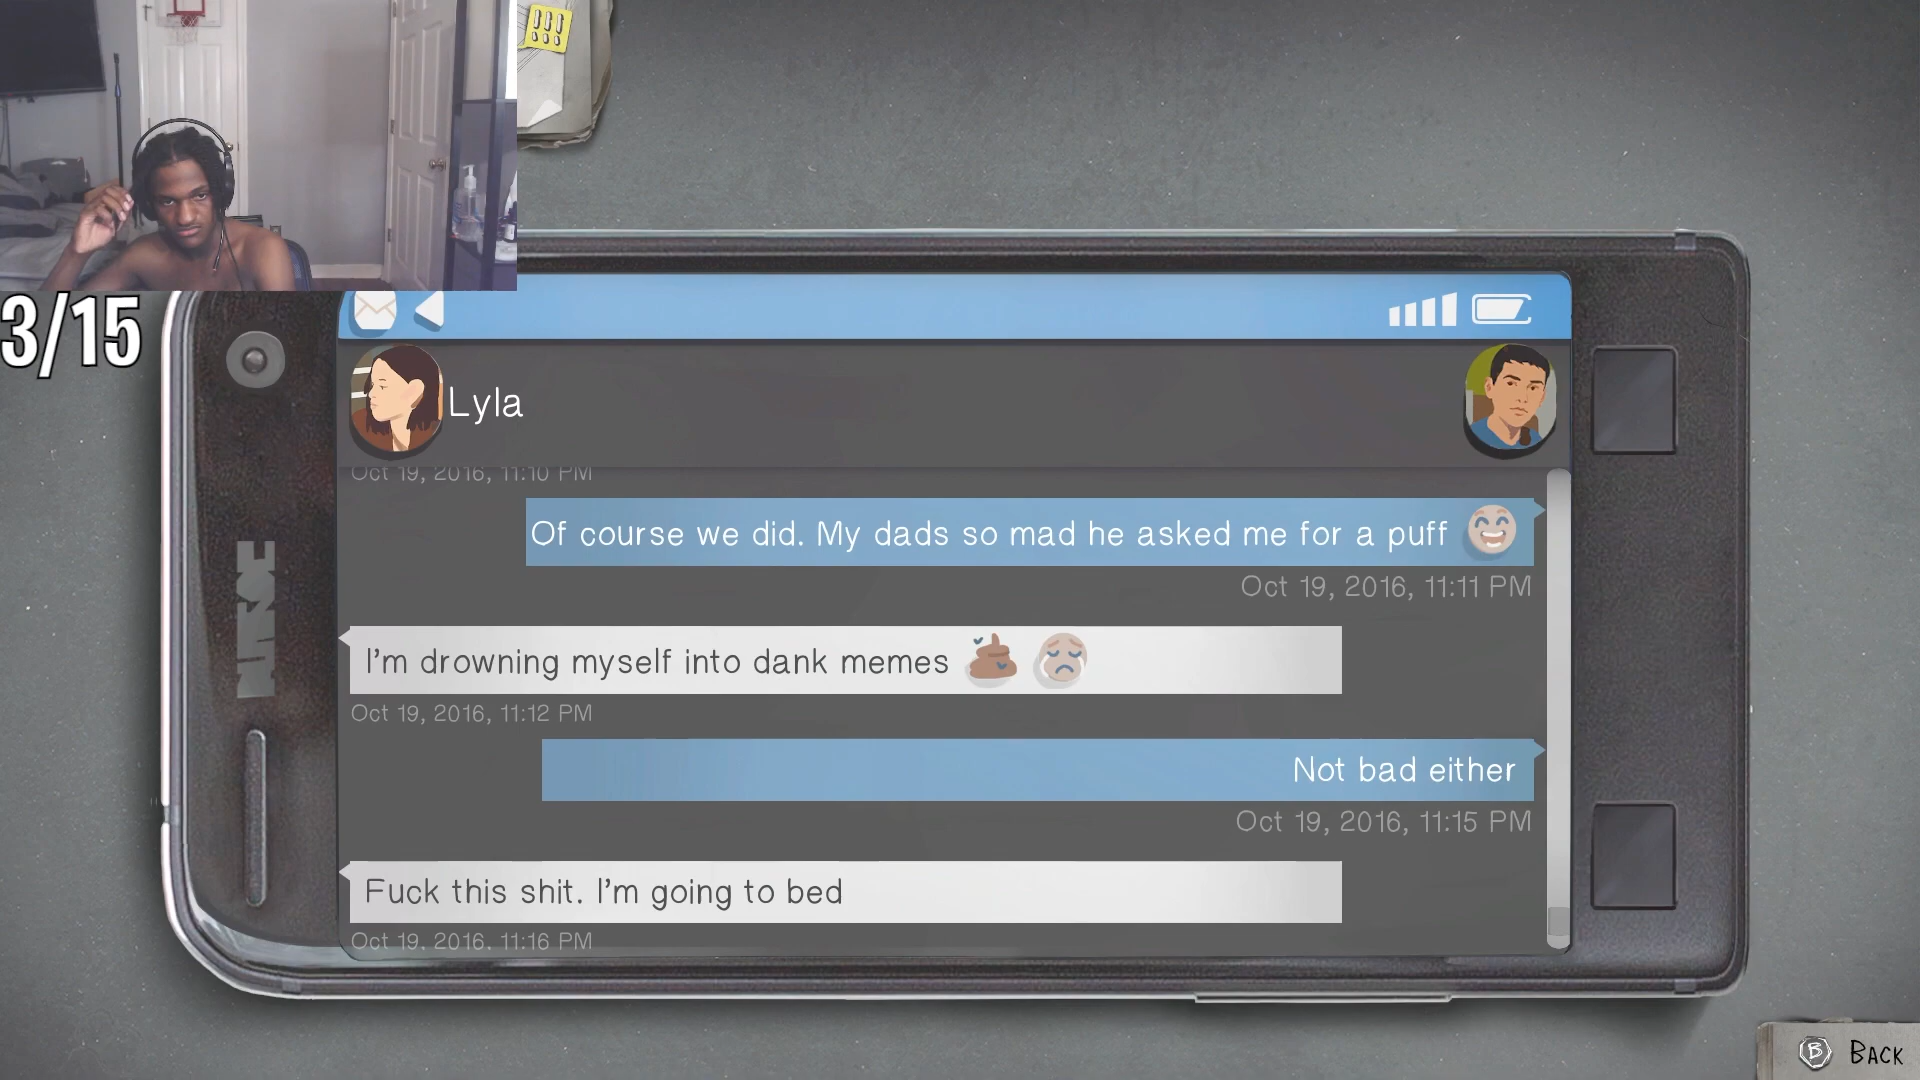 !!!
3/15
Lyla
Oct 19, 2016, 11:10 PM
Of course we did. My dads so mad he asked me for a puff
Oct 19, 2016, 11:11 PM
I'm drowning myself into dank memes
Oct 19, 2016, 11:12 PM
Not bad either
Oct 19, 2016, 11:15 PM
Fuck this shit. I'm going to bed
Oct 19, 2016, 11:16 PM
B BACK